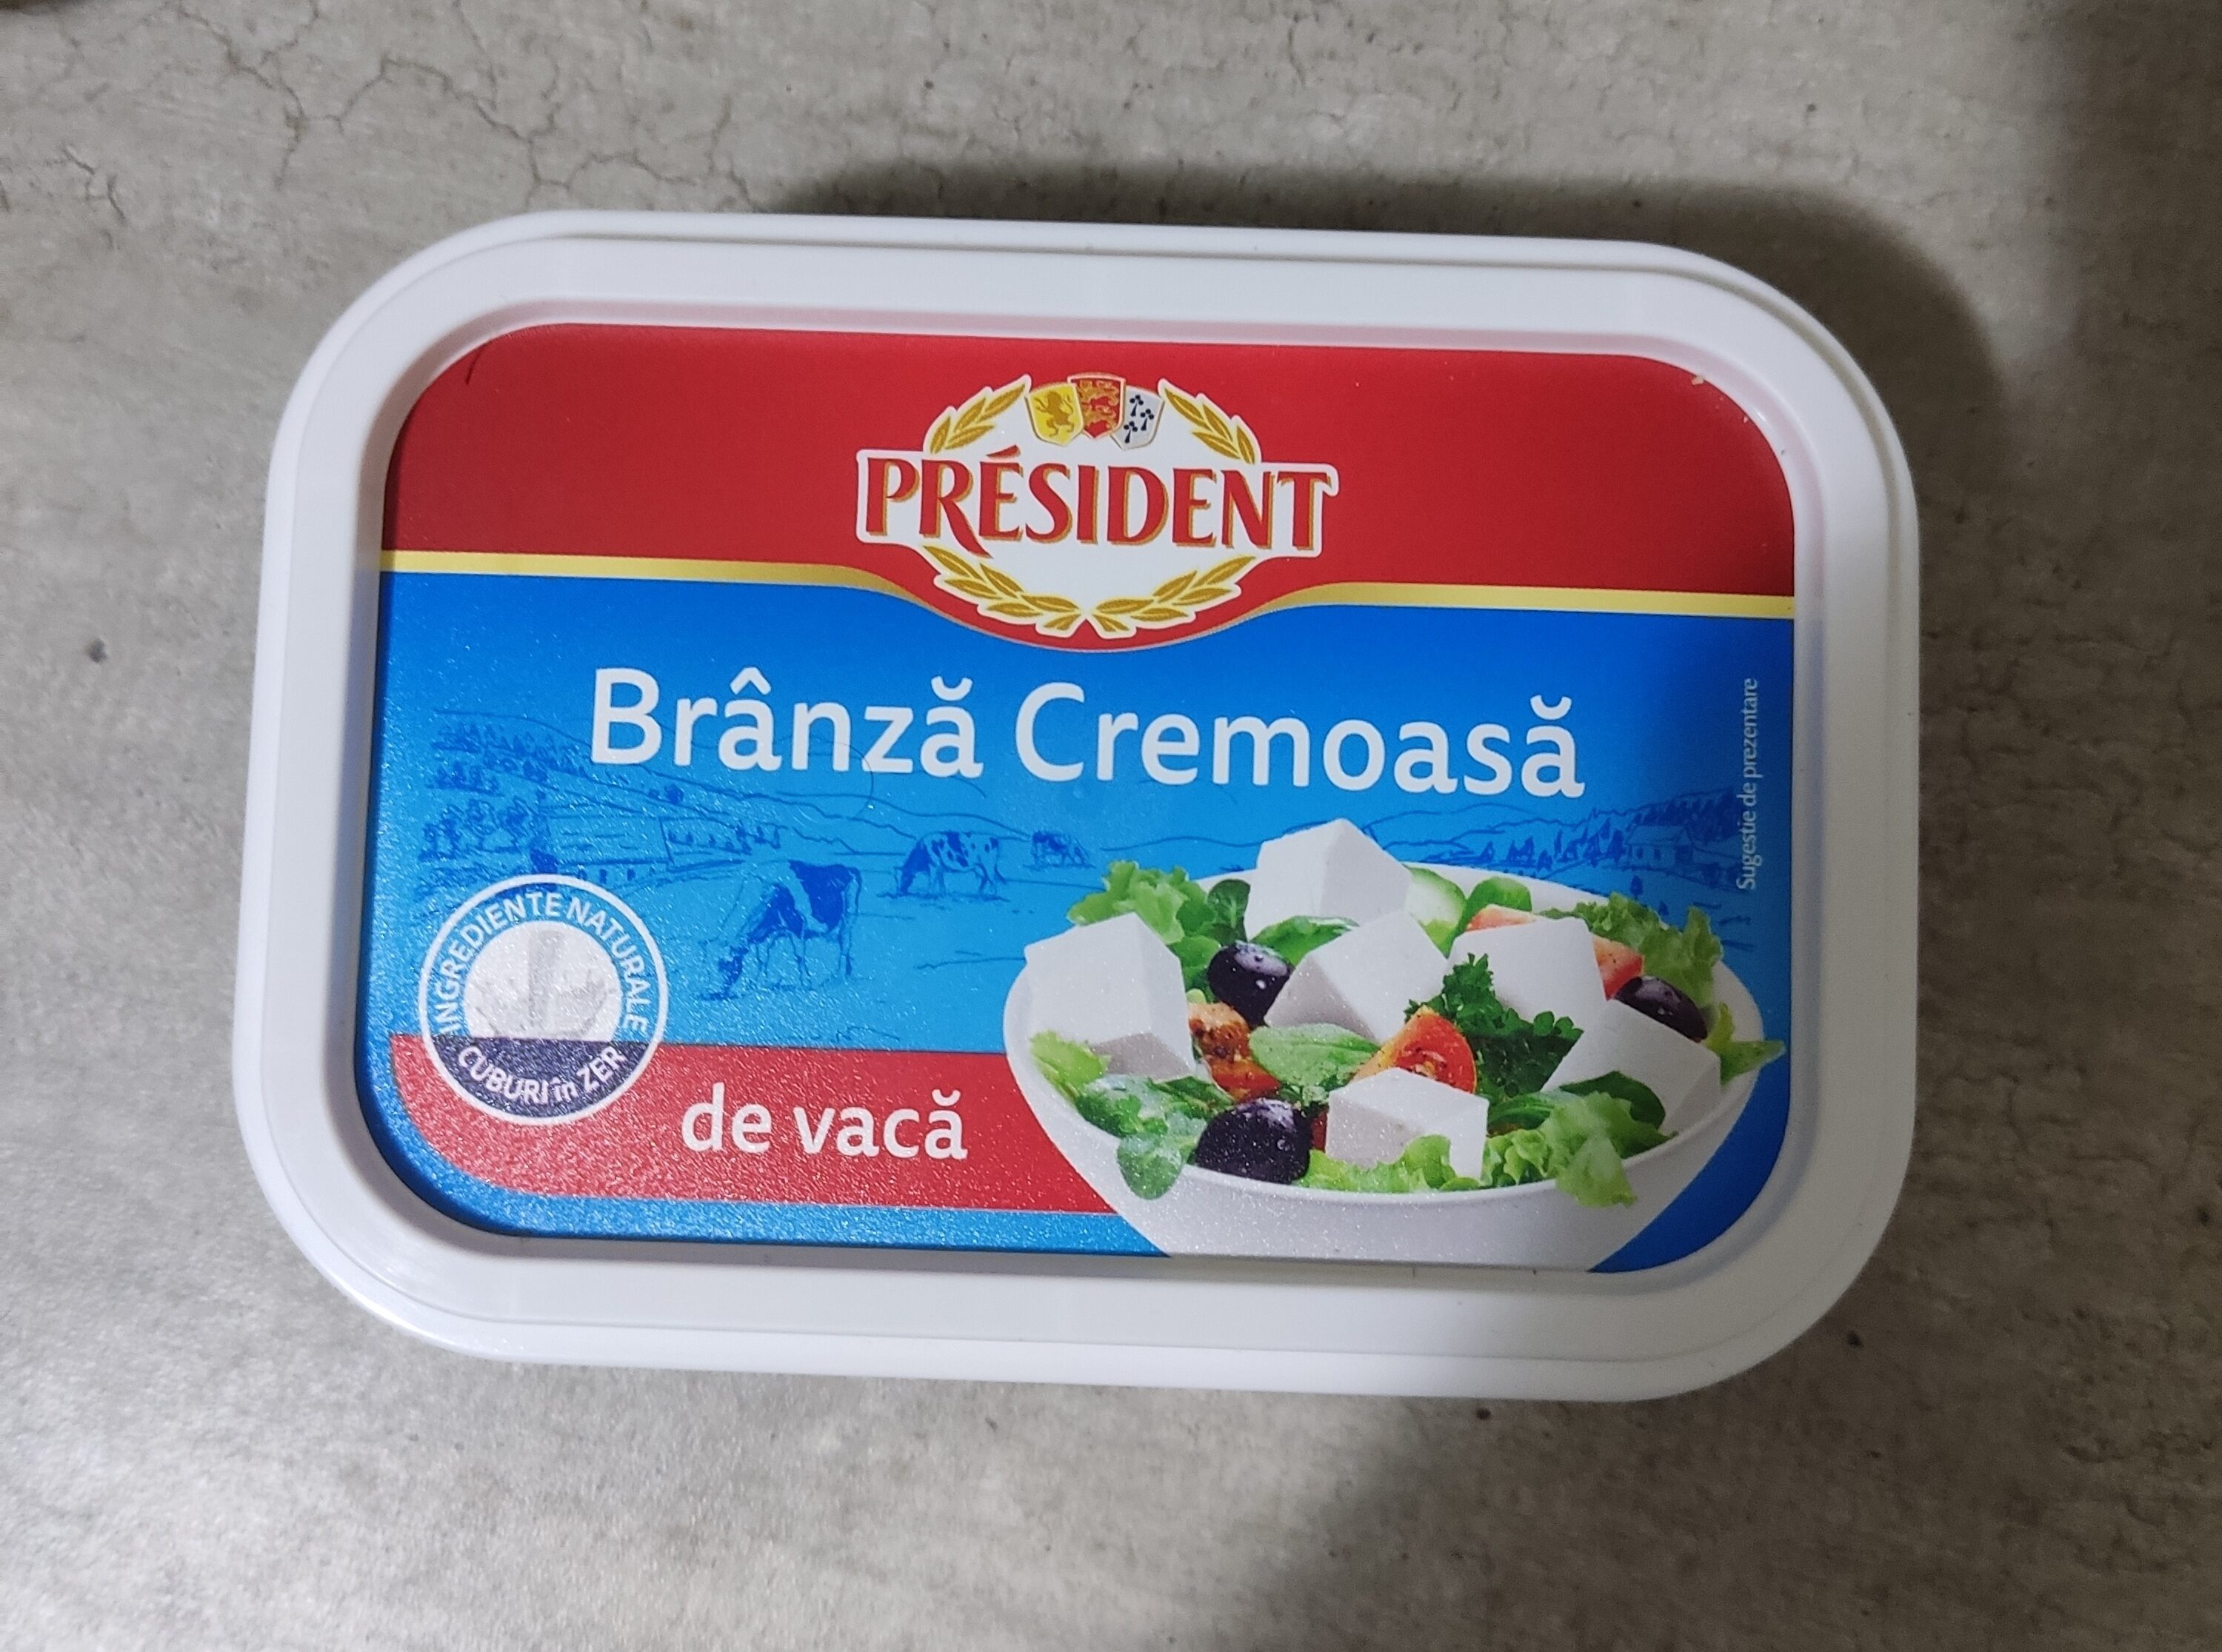 PRÉSIDENT
Brânză Cremoasă
Sugestie de prezentare
INGREDIENTE NATURALE
CUBURI în ZER
de vacă